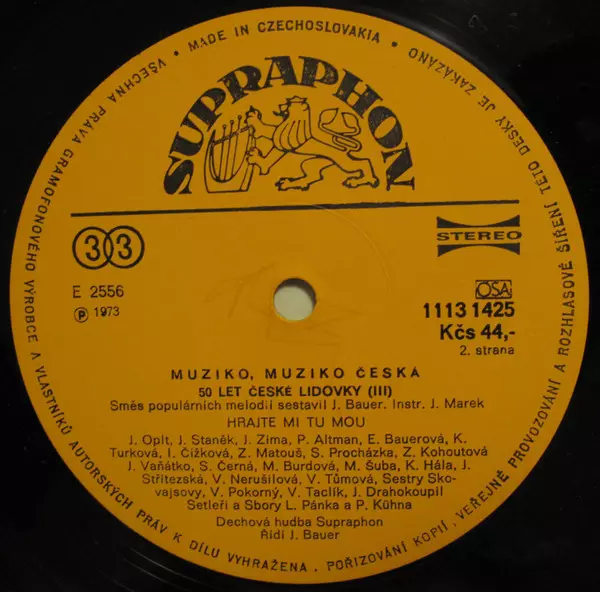 VŠECHNA PRÁVA GRAMOFONOVÉHO VÝROBCE A VLASTNÍKŮ AUTORSKÝCH PRÁV K DÍLU VYHRAŽENA. POŘIZOVÁNÍ KOPIÍ, VEŘEJNÉ PROVOZOVÁNÍ A ROZHLASOVÉ ŠÍŘENÍ TÉTO DESKY JE ZAKÁZÁNO • MADE IN CZECHOSLOVAKIA •
SUPRAPHON
33
STEREO
E 2556
Ⓟ 1973
OSA
1113 1425
Kčs 44,-
2. strana
MUZIKO, MUZIKO ČESKÁ
50 LET ČESKÉ LIDOVKY (III)
Směs populárních melodií sestavil J. Bauer. Instr. J. Marek
HRAJTE MI TU MOU
J. Oplt, J. Staněk, J. Zima, P. Altman, E. Bauerová, K.
Turková, I. Čížková, Z. Matouš, S. Procházka, Z. Kohoutová
J. Vaňátko, S. Černá, M. Burdová, M. Šuba, K. Hála, J.
Střítezská, V. Nerušilová, V. Tůmová, Sestry Sko-
vajsovy, V. Pokorný, V. Taclík, J. Drahokoupil
Setleři a Sbory L. Pánka a P. Kühna
Dechová hudba Supraphon
Řídí J. Bauer